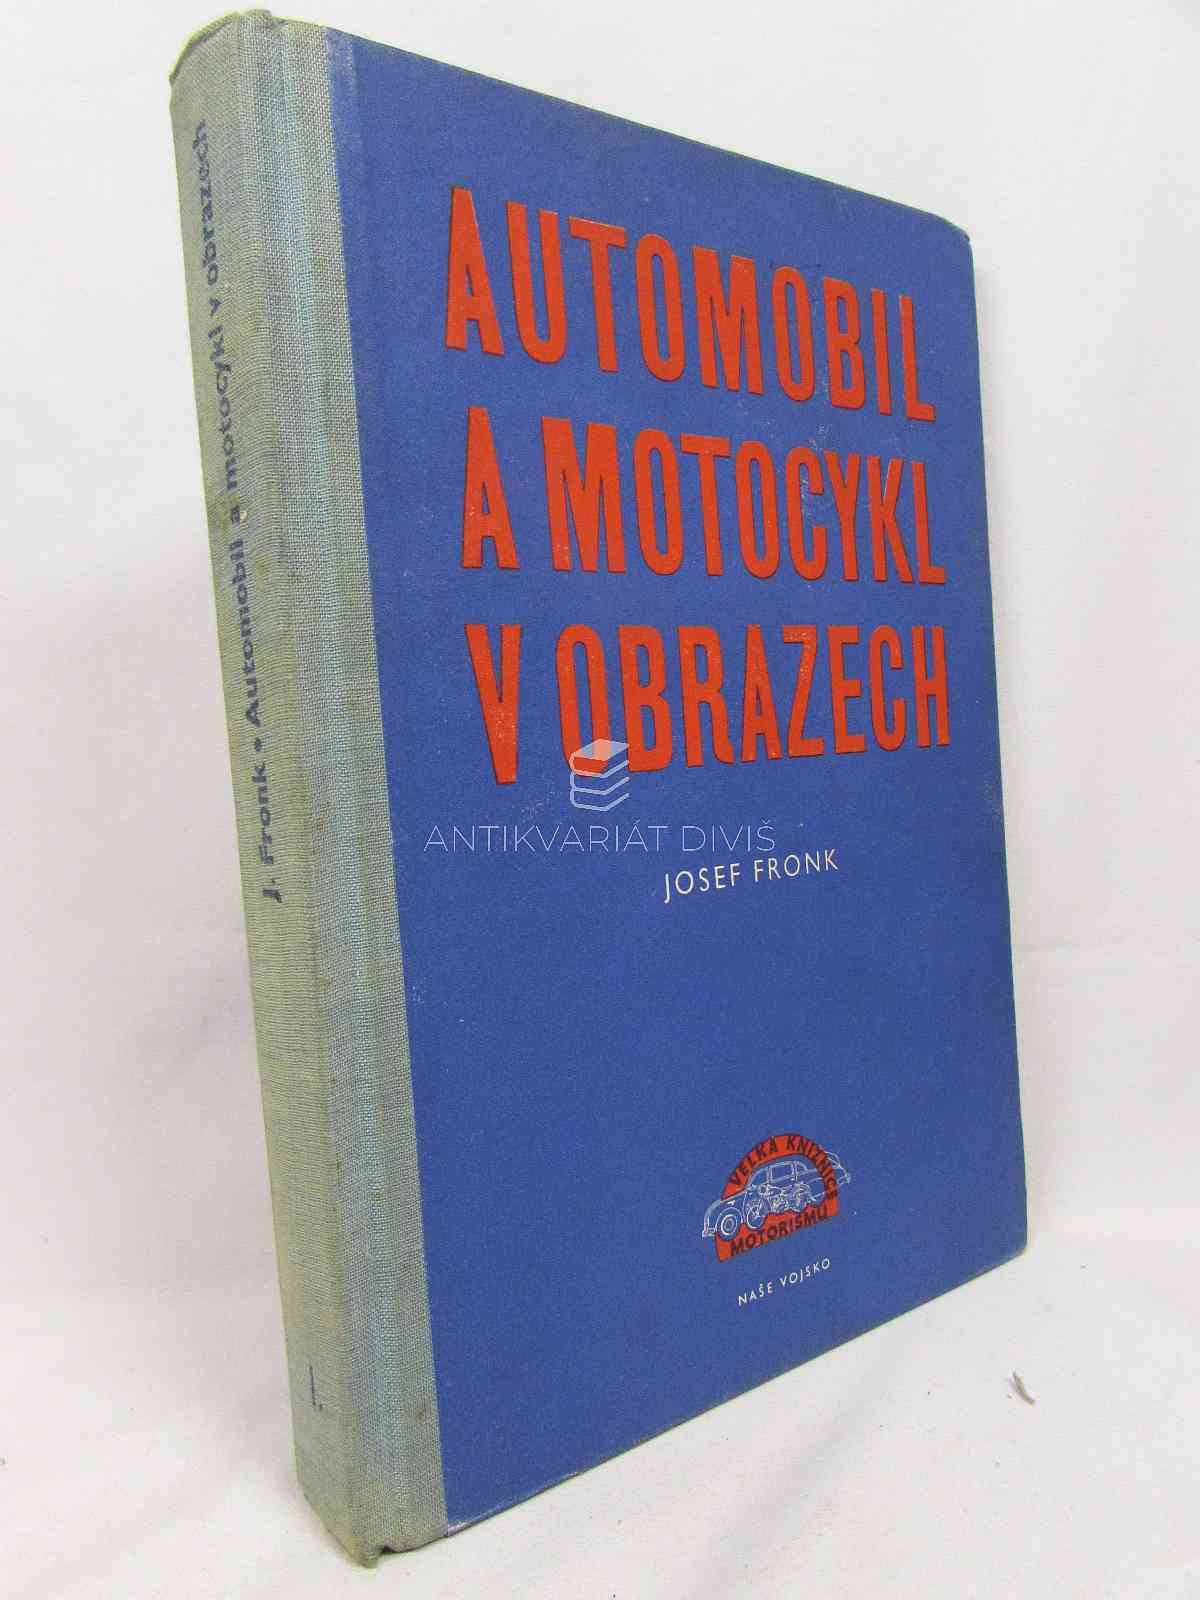 J. Fronk • Automobil a motocykl v obrazech
I.
AUTOMOBIL
A MOTOCYKL
V OBRAZECH
ANTIKVARIÁT DIVIŠ
JOSEF FRONK
VELKÁ KNIŽNICE
MOTORISMU
NAŠE VOJSKO